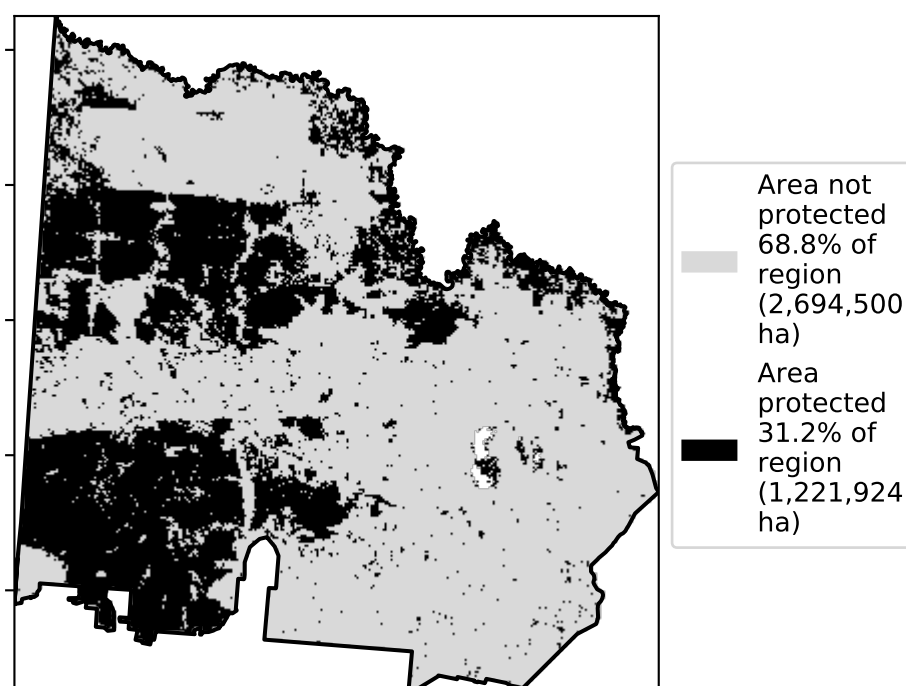 Area not
protected
68.8% of
region
(2,694,500
ha)
Area
protected
31.2% of
region
(1,221,924
ha)